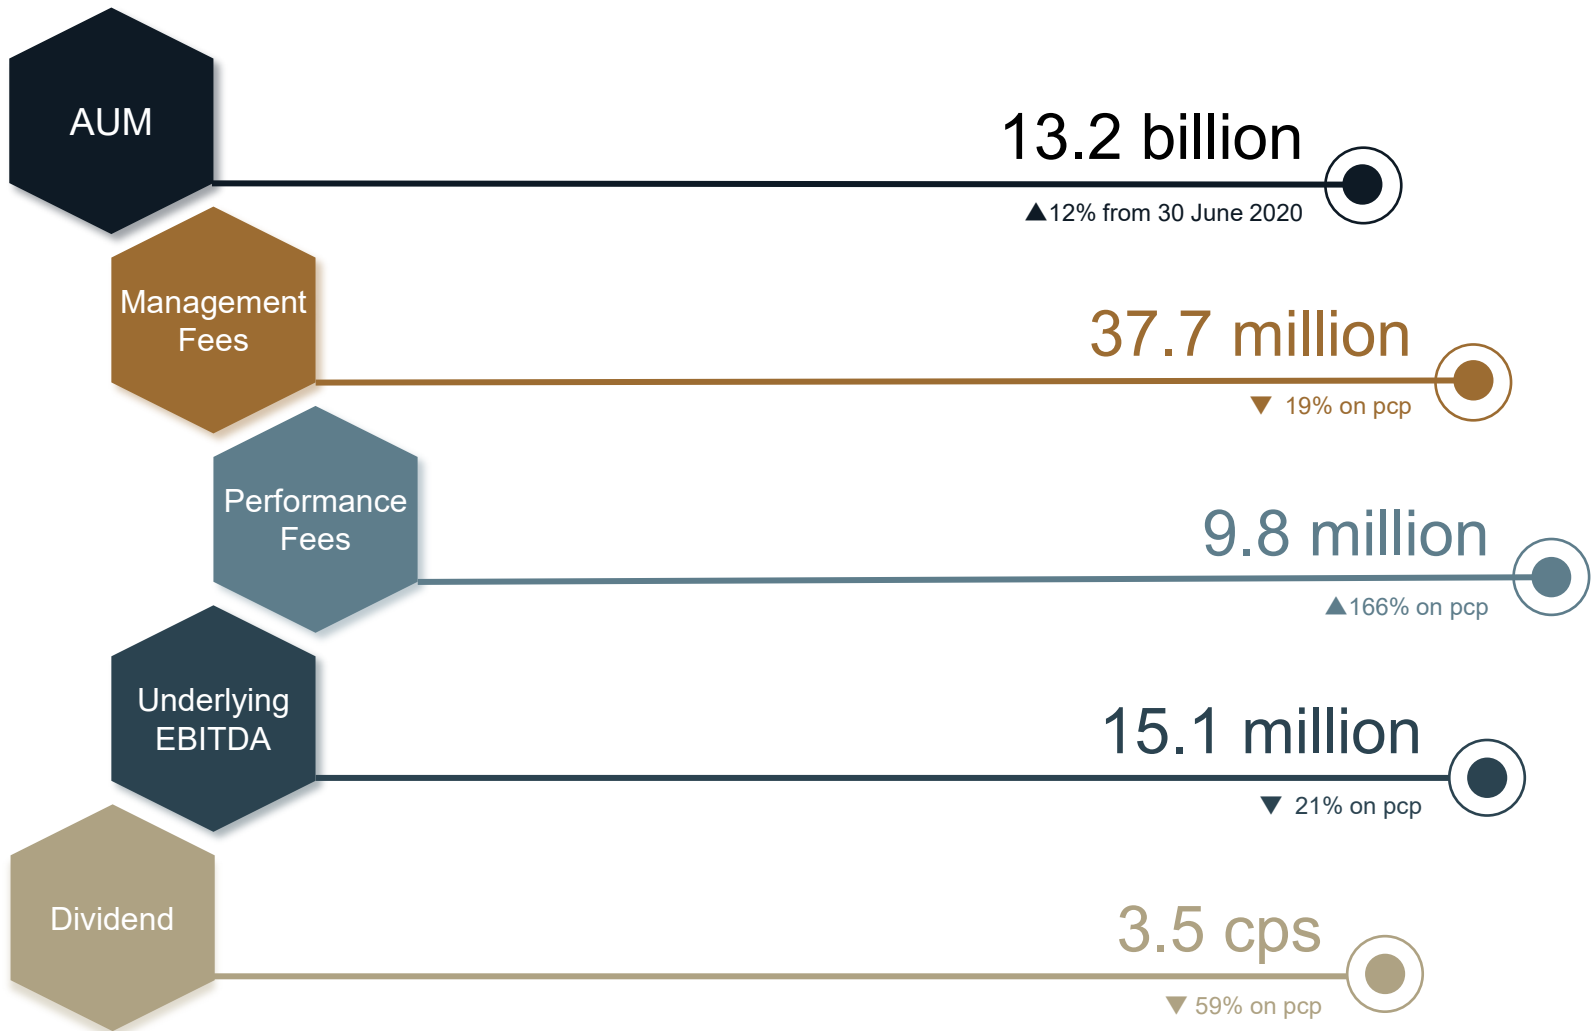 AUM
13.2 billion
▲12% from 30 June 2020
Management
Fees
37.7 million
▼ 19% on pcp
Performance
Fees
9.8 million
▲166% on pcp
Underlying
EBITDA
15.1 million
▼ 21% on pcp
Dividend
3.5 cps
▼ 59% on pcp